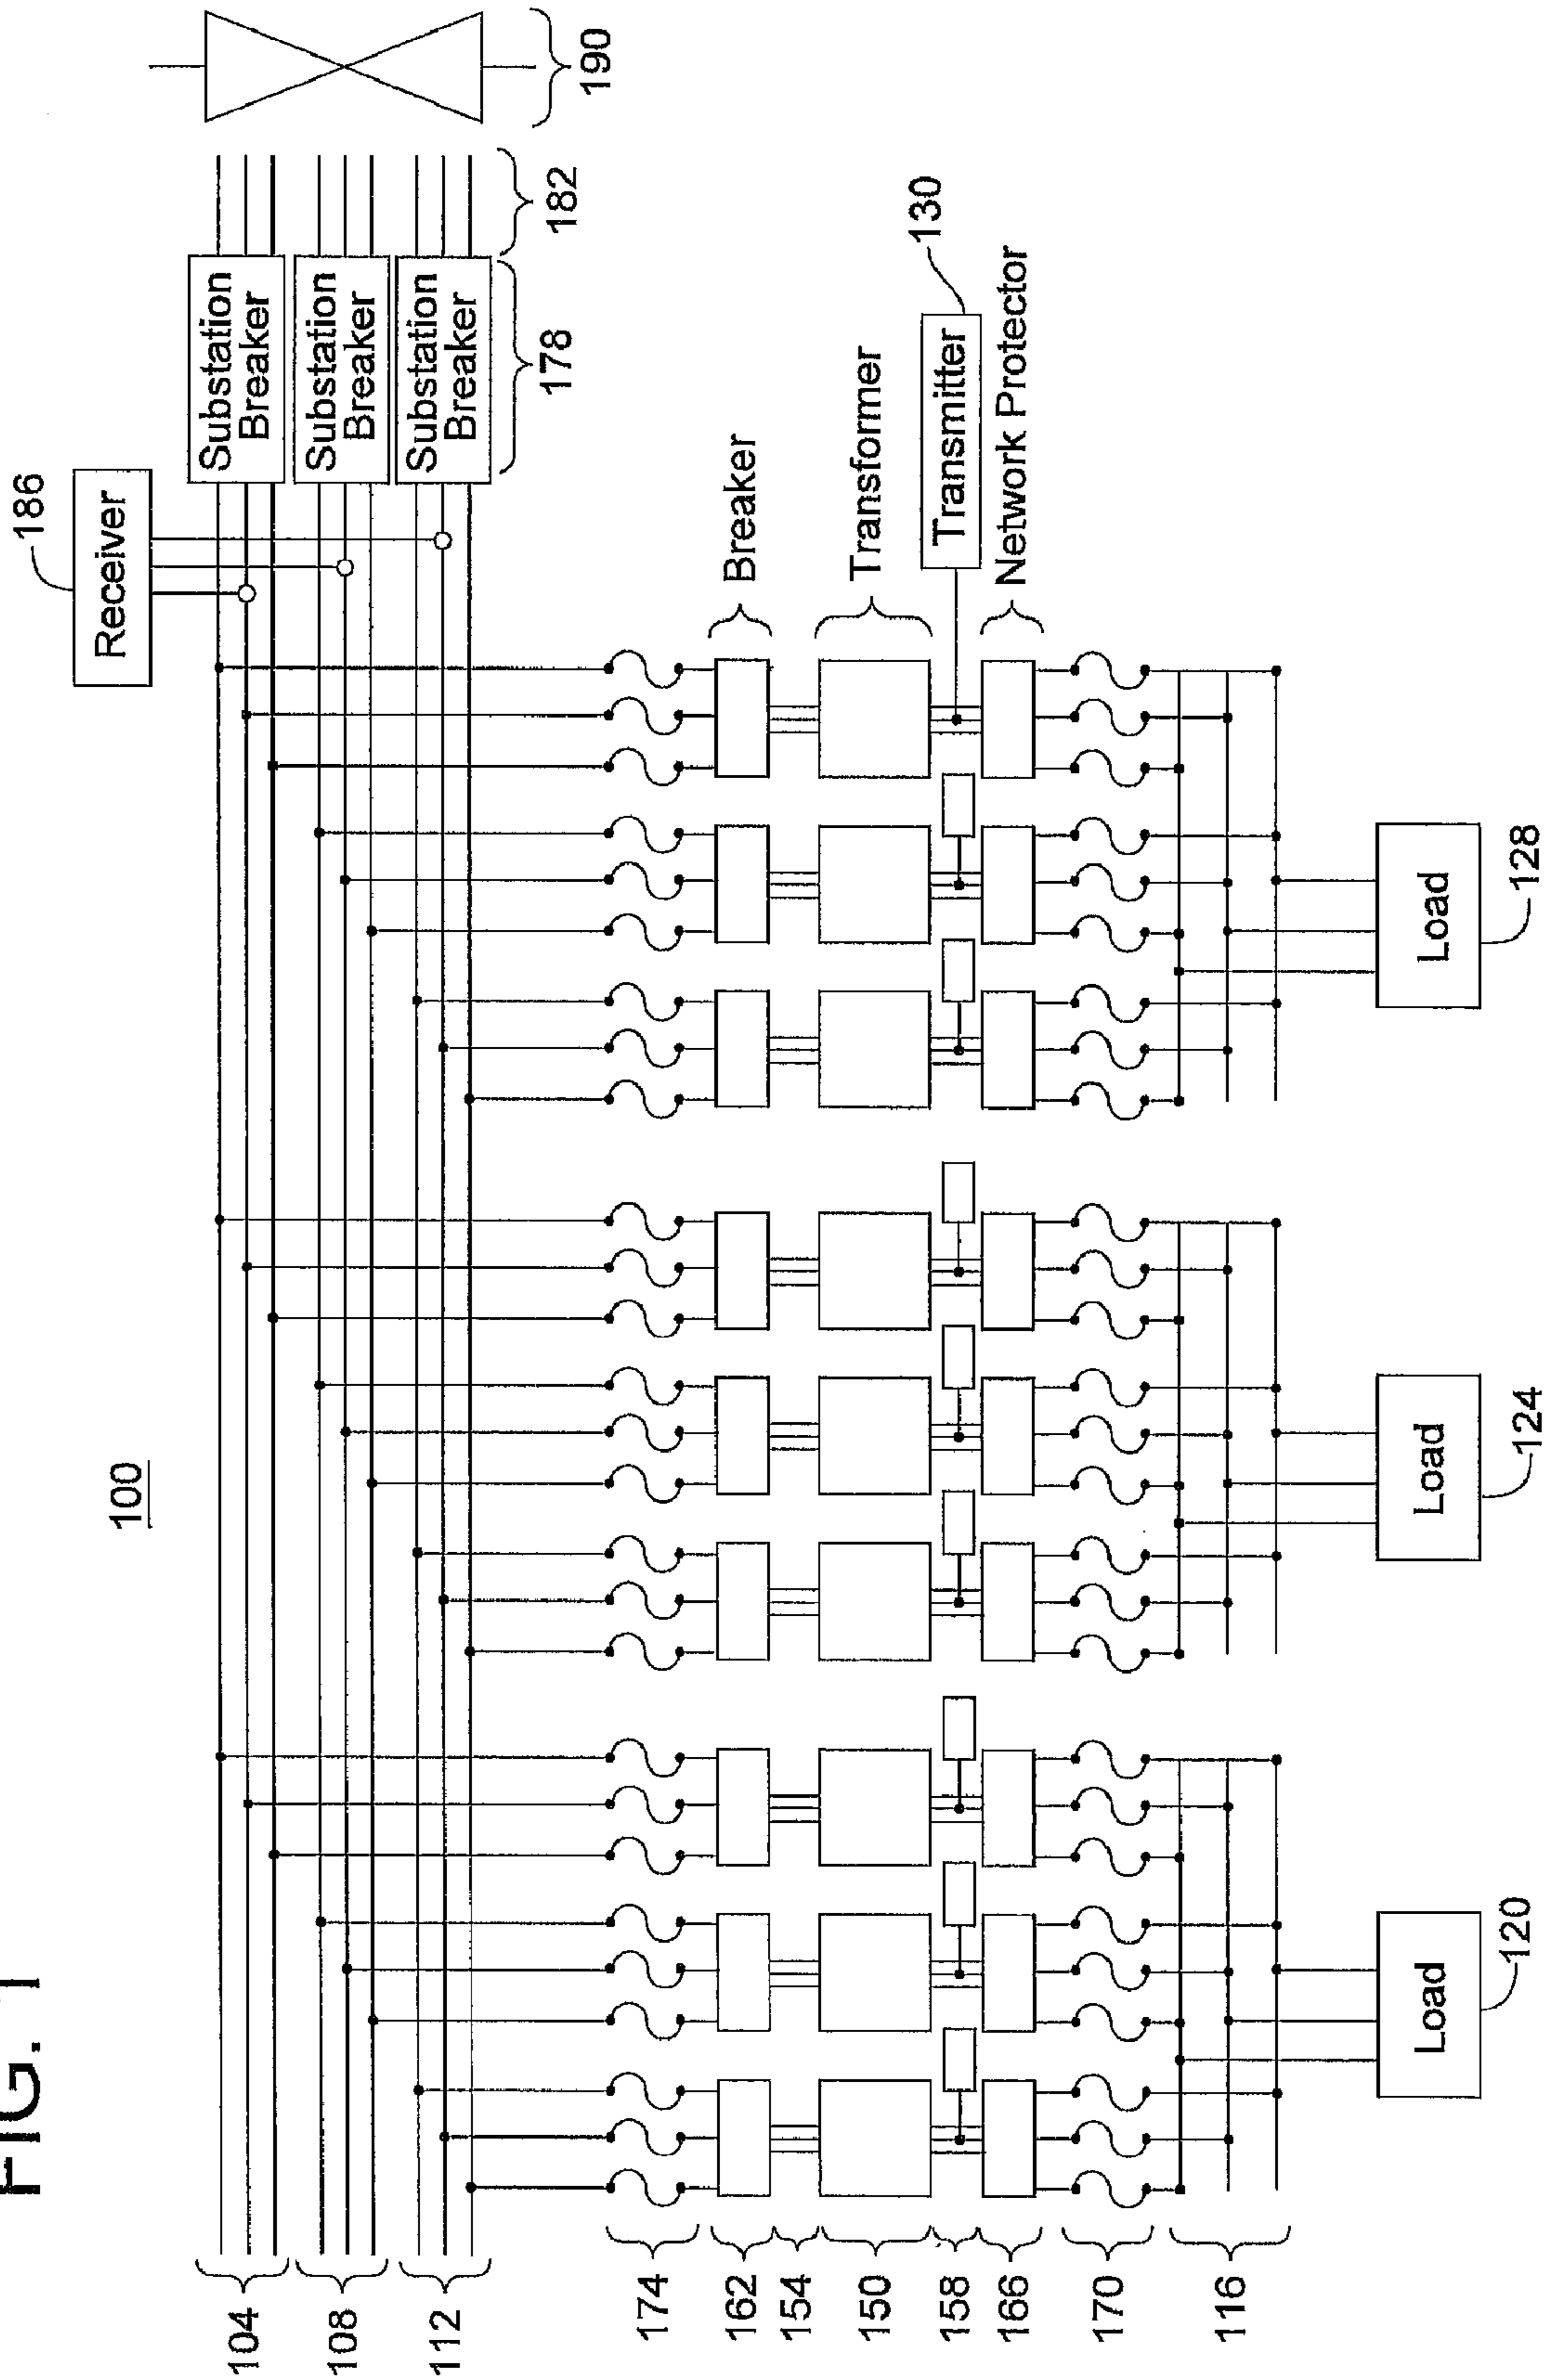 FIG. 1
100
Receiver
186
Substation
Breaker
Substation
Breaker
Substation
Breaker
178
182
190
104
108
112
Breaker
Transformer
Transmitter
130
Network Protector
174
162
154
150
158
166
170
116
Load
120
Load
124
Load
128